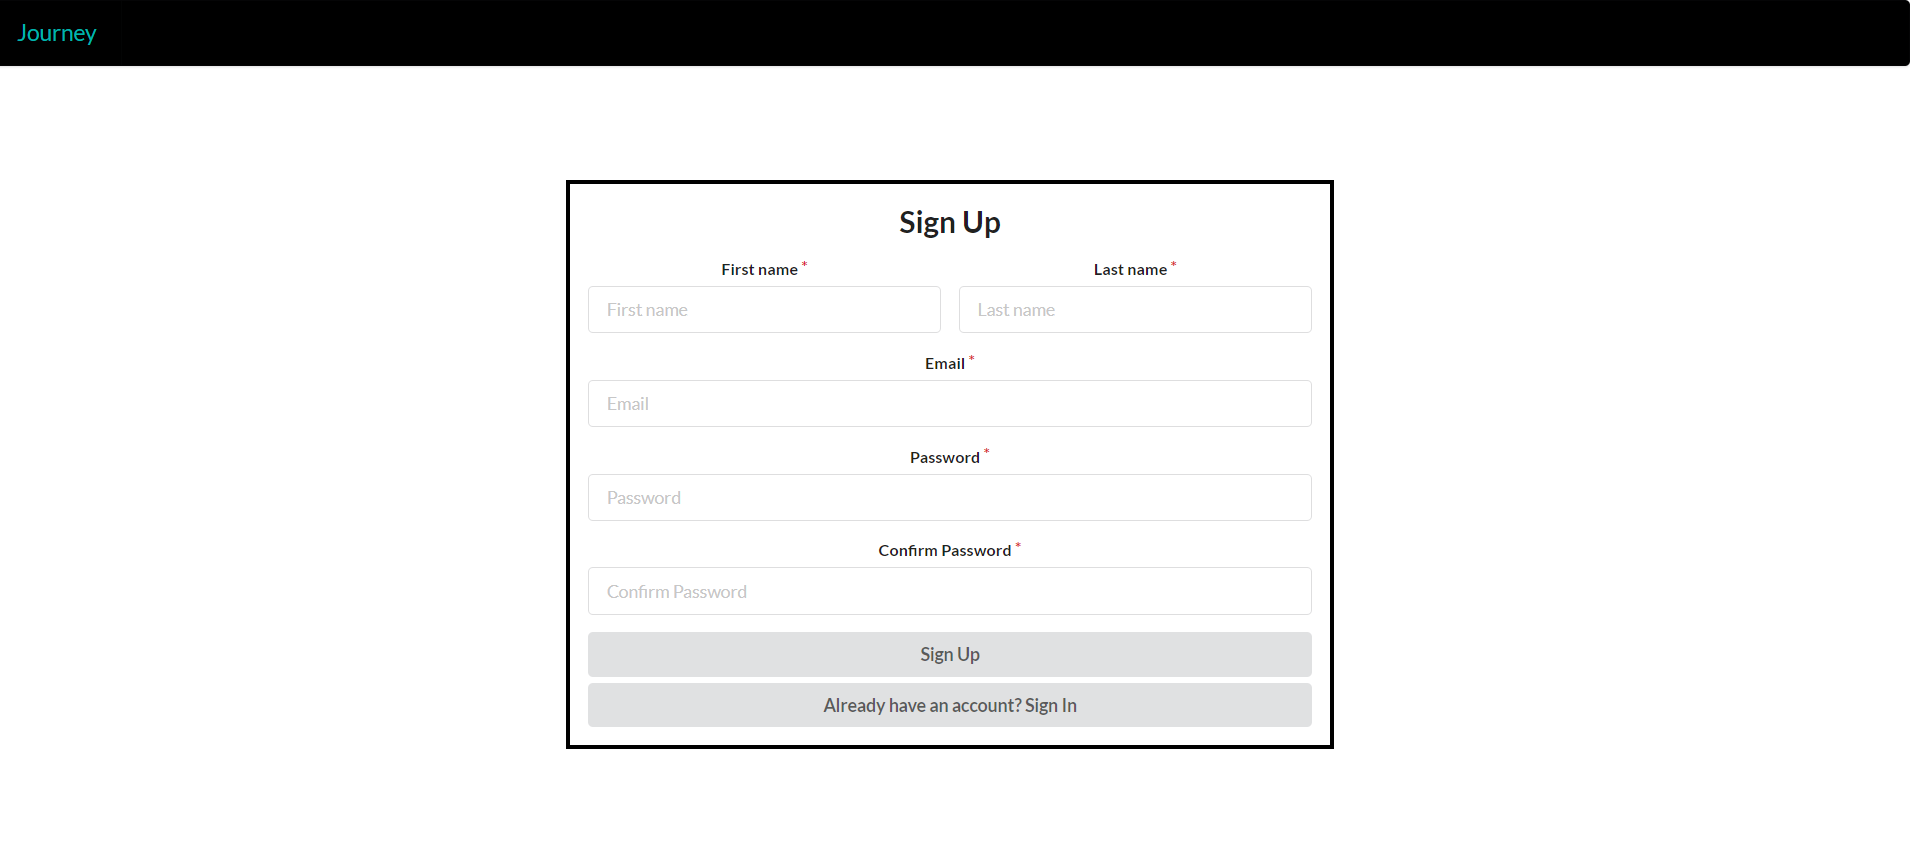 Journey
Sign Up
First name * Last name *
First name Last name
Email *
Email
Password *
Password
Confirm Password *
Confirm Password
Sign Up
Already have an account? Sign In